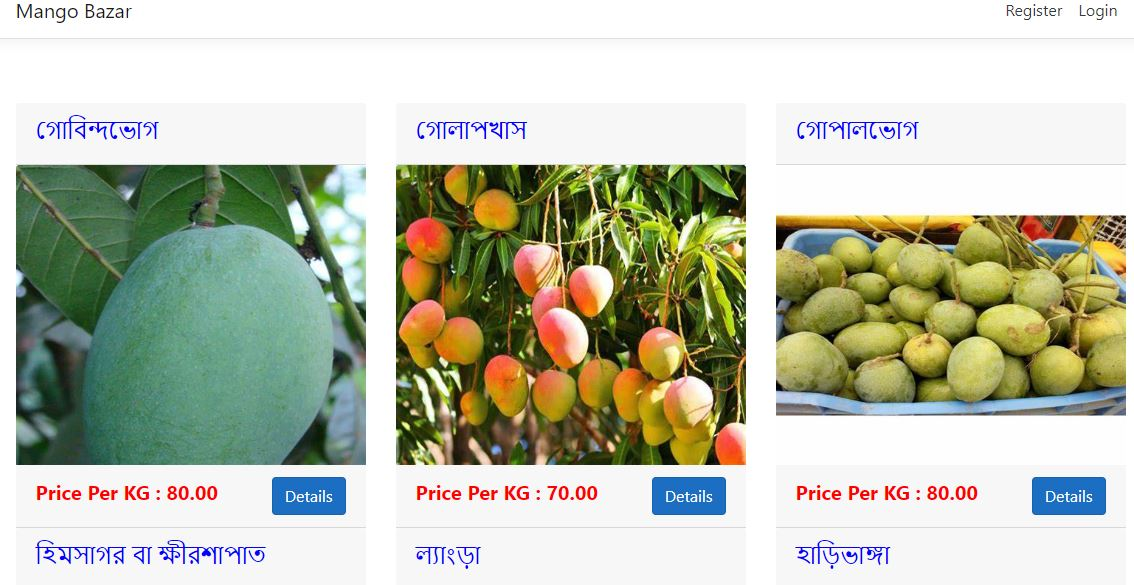 Mango Bazar Register Login
গোবিন্দভোগ গোলাপখাস গোপালভোগ
Price Per KG : 80.00 Details Price Per KG : 70.00 Details Price Per KG : 80.00 Details
হিমসাগর বা ক্ষীরশাপাত ল্যাংড়া হাড়িভাঙ্গা